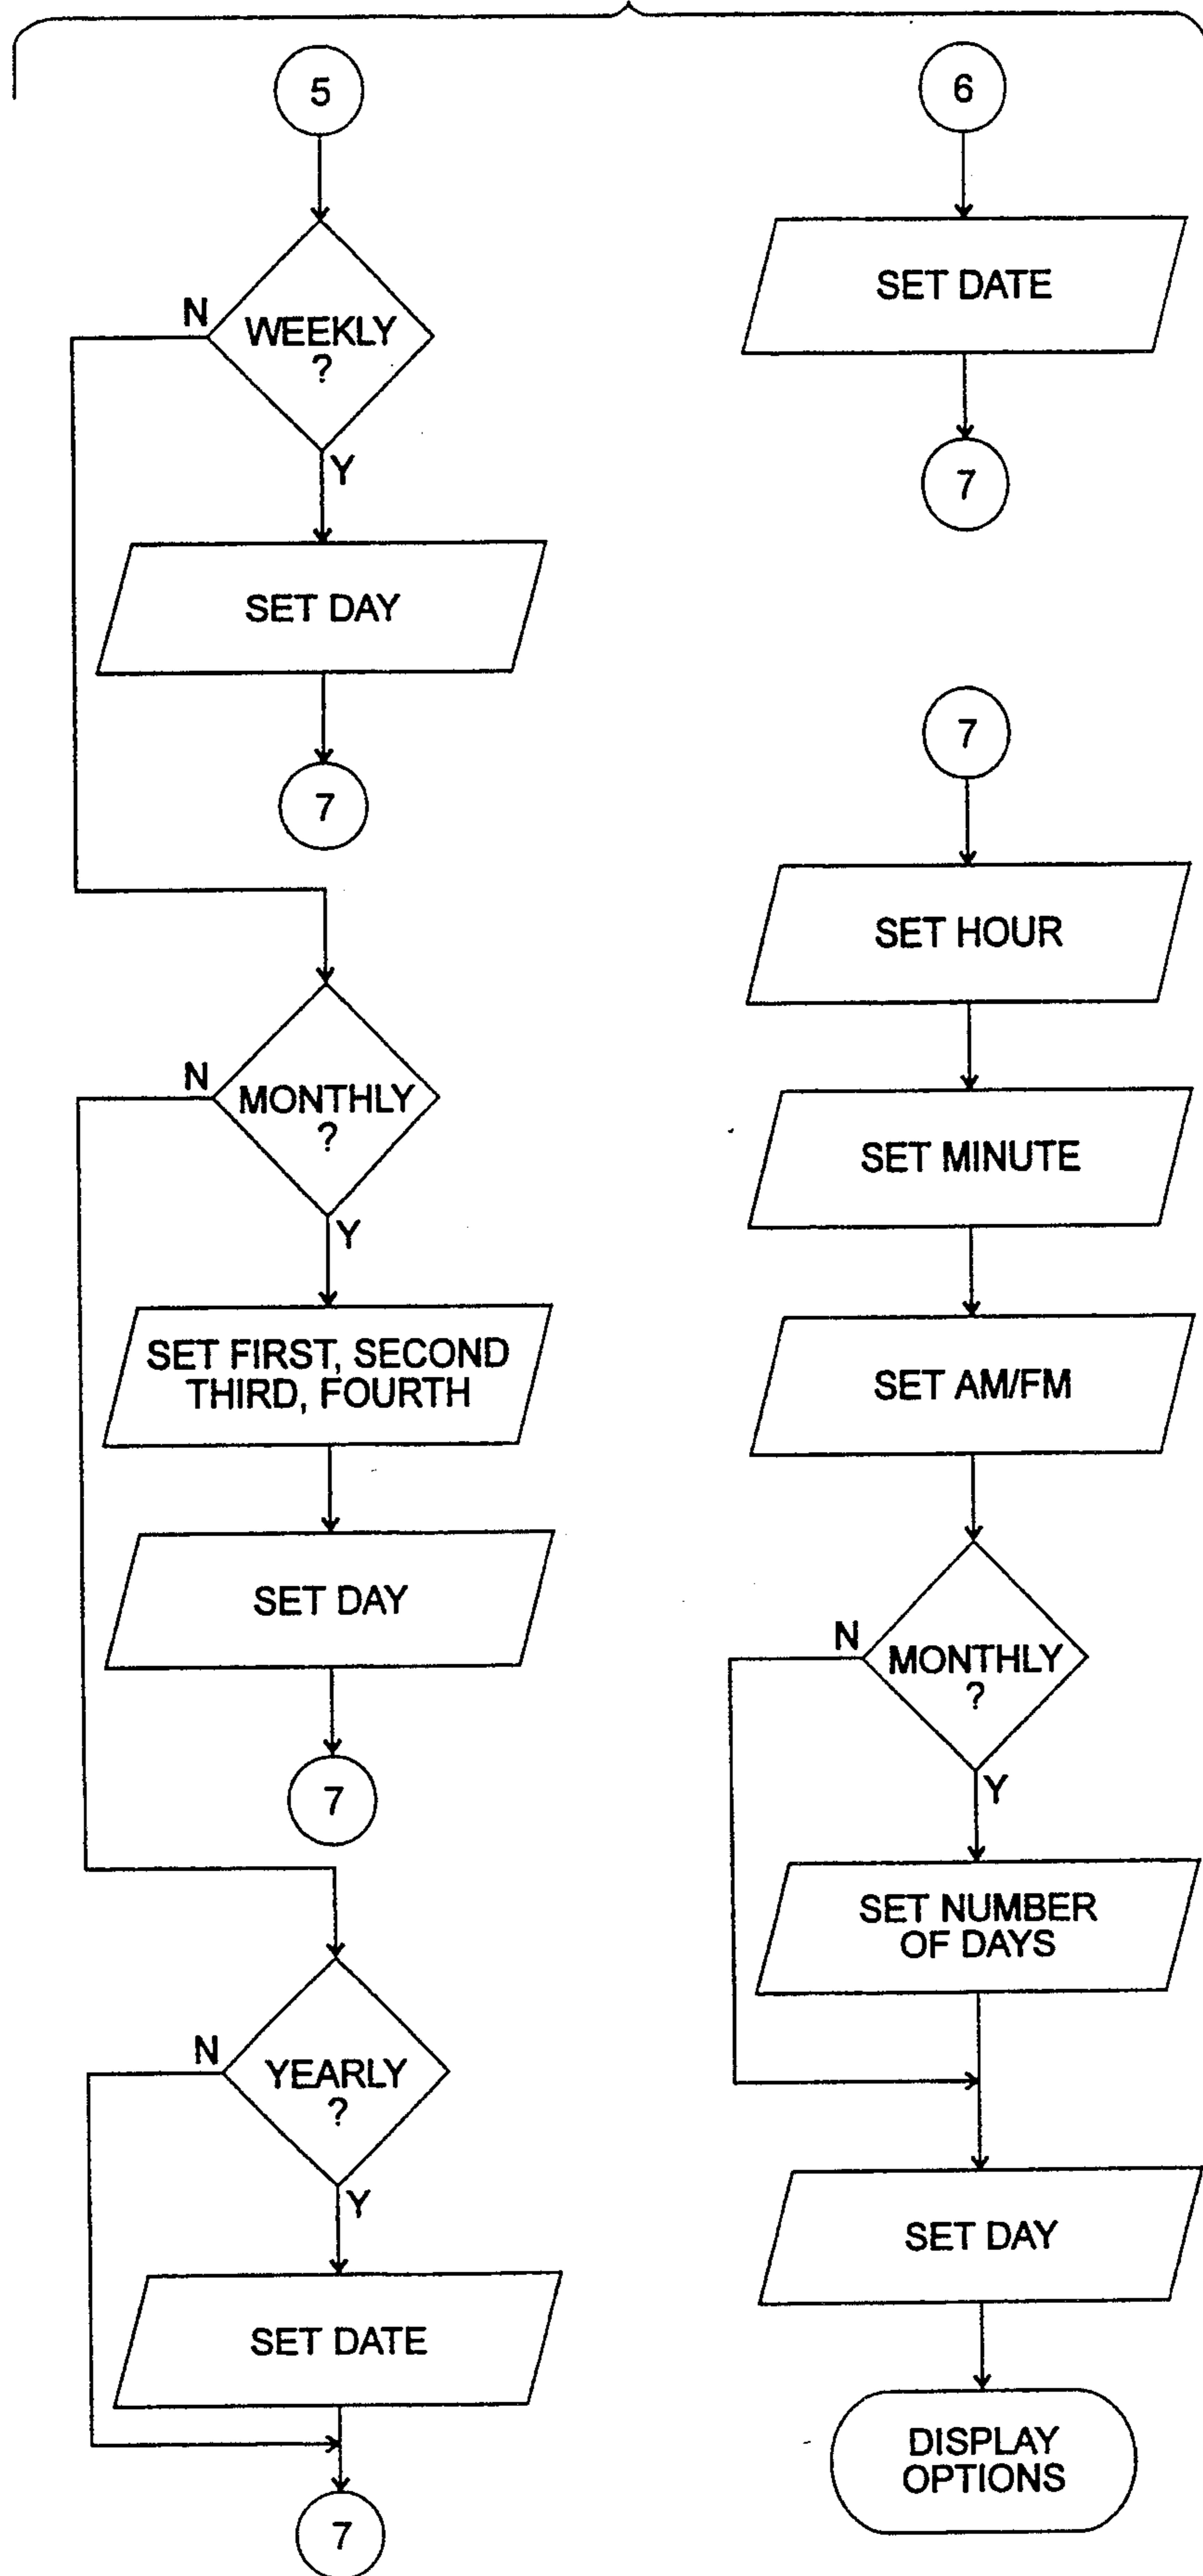 5
WEEKLY
?
N
Y
SET DAY
7
MONTHLY
?
N
Y
SET FIRST, SECOND
THIRD, FOURTH
SET DAY
7
YEARLY
?
N
Y
SET DATE
7
6
SET DATE
7
7
SET HOUR
SET MINUTE
SET AM/FM
MONTHLY
?
N
Y
SET NUMBER
OF DAYS
SET DAY
DISPLAY
OPTIONS